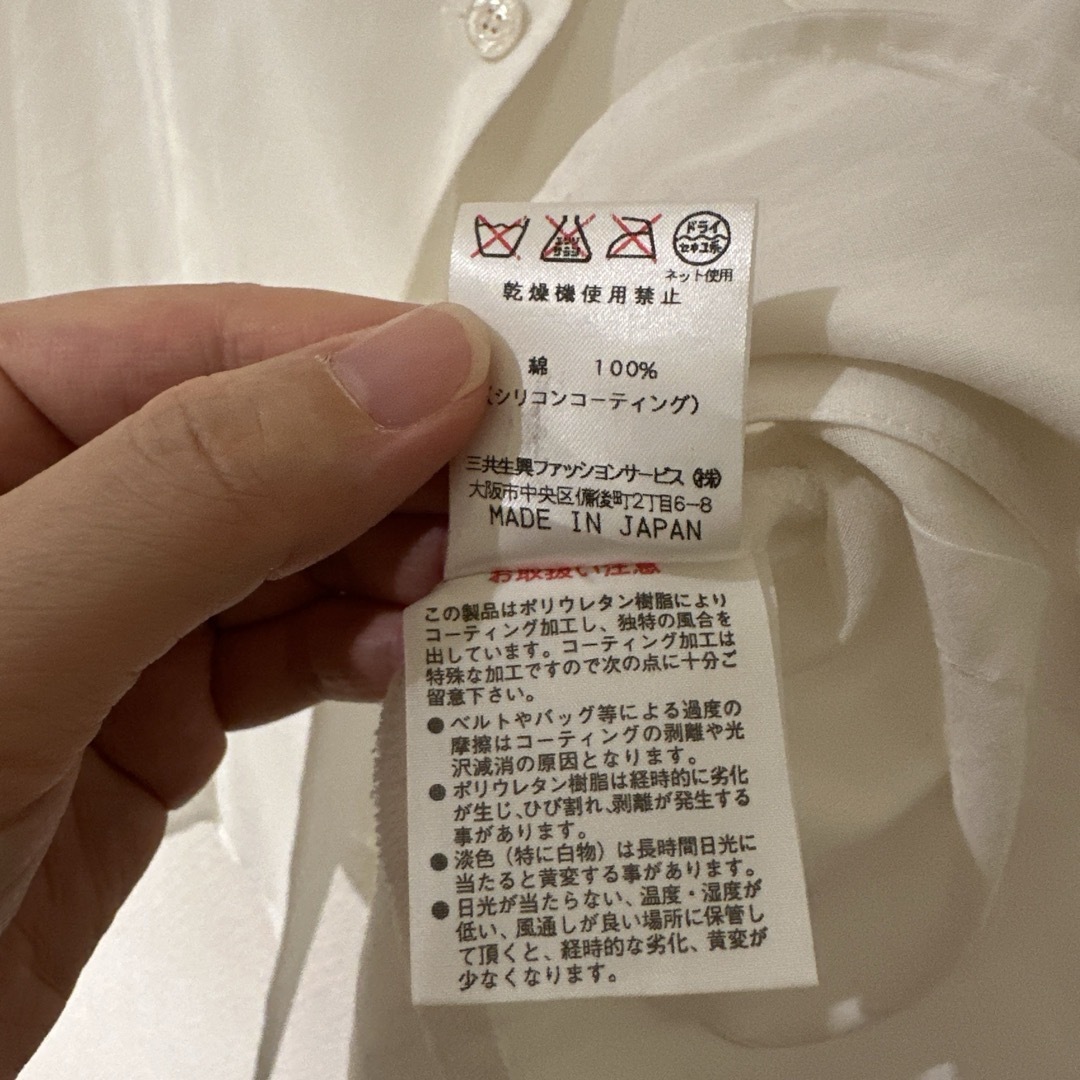 エンソ
サラシ
ドライ
セキユ系
ネット使用
乾燥機使用禁止
綿 100%
(シリコンコーティング)
三共生興ファッションサービス(株)
大阪市中央区備後町2丁目6-8
MADE IN JAPAN
お取扱い注意
この製品はポリウレタン樹脂により
コーティング加工し、独特の風合を
出しています。コーティング加工は
特殊な加工ですので次の点に十分ご
留意下さい。
●ベルトやバッグ等による過度の
摩擦はコーティングの剥離や光
沢減消の原因となります。
●ポリウレタン樹脂は経時的に劣化
が生じ、ひび割れ、剥離が発生する
事があります。
●淡色(特に白物)は長時間日光に
当たると黄変する事があります。
●日光が当たらない、温度・湿度が
低い、風通しが良い場所に保管し
て頂くと、経時的な劣化、黄変が
少なくなります。